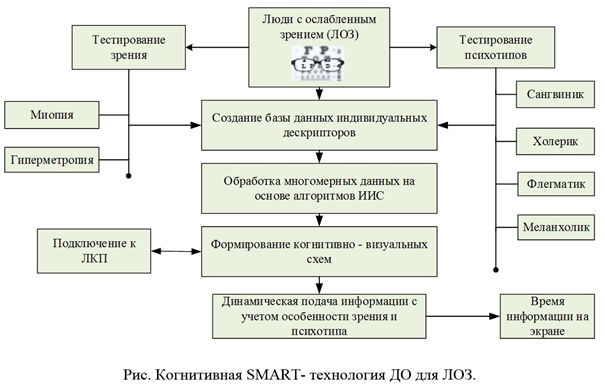 Люди с ослабленным
зрением (ЛОЗ)
Тестирование
зрения
Тестирование
психотипов
Миопия
Гиперметропия
Создание базы данных индивидуальных
дескрипторов
Сангвиник
Холерик
Флегматик
Меланхолик
Обработка многомерных данных на
основе алгоритмов ИИС
Подключение к
ЛКП
Формирование когнитивно - визуальных
схем
Динамическая подача информации с
учетом особенности зрения и
психотипа
Время
информации на
экране
Рис. Когнитивная SMART- технология ДО для ЛОЗ.